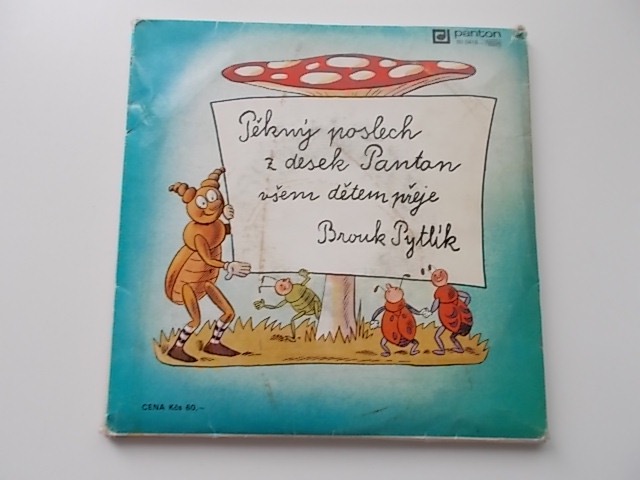 panton
Pěkný poslech
z desek Panton
všem dětem přeje
Brouk Pytlík
CENA Kčs 60,–